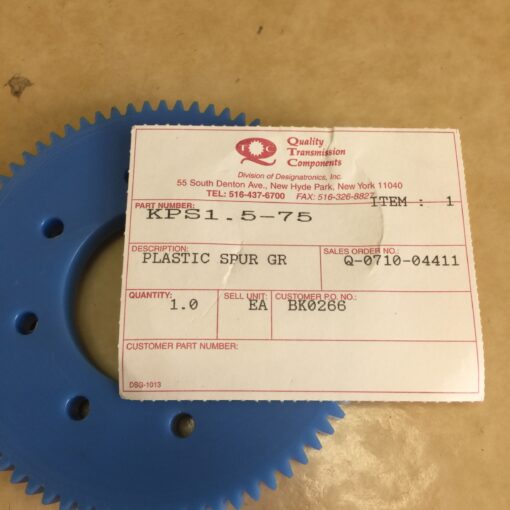 T C
Quality
Transmission
Components
Division of Designatronics, Inc.
55 South Denton Ave., New Hyde Park, New York 11040
TEL: 516-437-6700 FAX: 516-326-8827
ITEM : 1
PART NUMBER:
KPS1.5-75
DESCRIPTION:
PLASTIC SPUR GR
SALES ORDER NO.:
Q-0710-04411
QUANTITY:
1.0
SELL UNIT:
EA
CUSTOMER P.O. NO.:
BK0266
CUSTOMER PART NUMBER:
DSG-1013